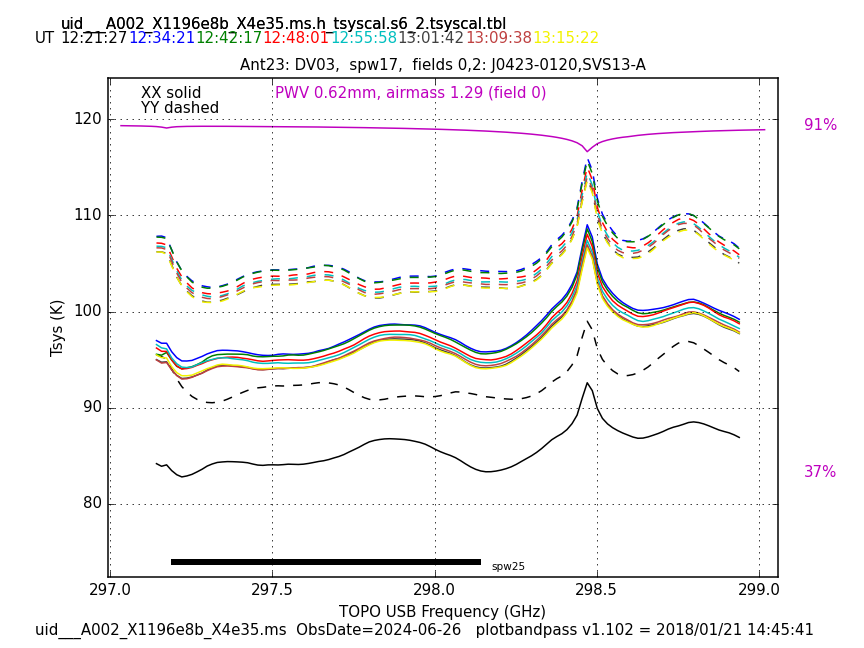 uid___A002_X1196e8b_X4e35.ms.h_tsyscal.s6_2.tsyscal.tbl
UT 12:21:27 12:34:21 12:42:17 12:48:01 12:55:58 13:01:42 13:09:38 13:15:22
Ant23: DV03, spw17, fields 0,2: J0423-0120,SVS13-A
XX solid
PWV 0.62mm, airmass 1.29 (field 0)
YY dashed
120
91%
110
Tsys (K)
100
90
37%
80
spw25
297.0 297.5 298.0 298.5 299.0
TOPO USB Frequency (GHz)
uid___A002_X1196e8b_X4e35.ms ObsDate=2024-06-26 plotbandpass v1.102 = 2018/01/21 14:45:41